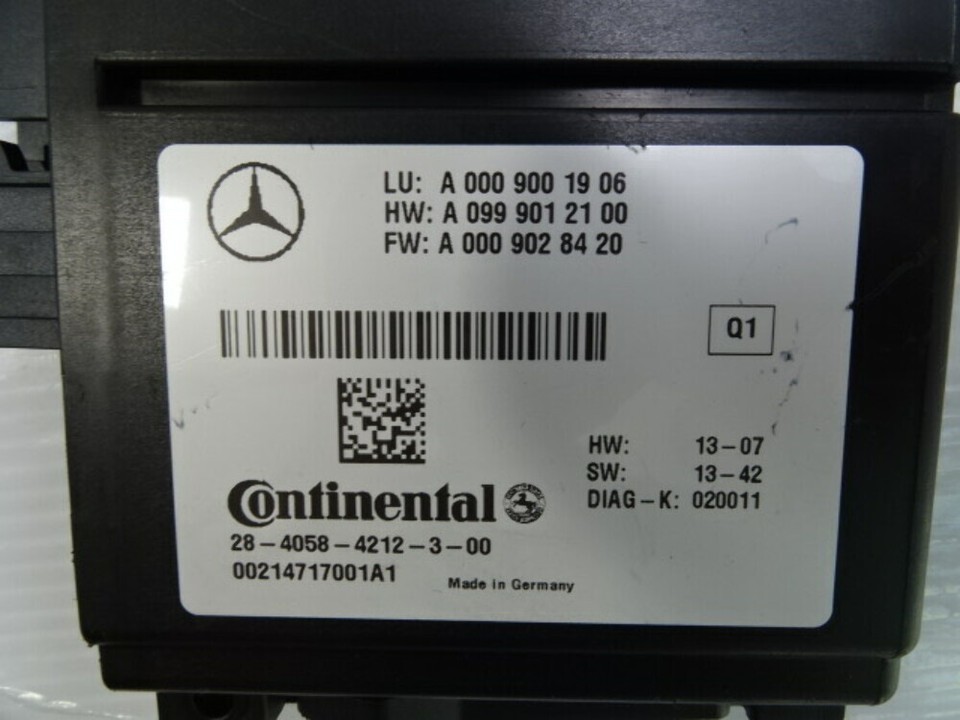 LU: A 000 900 19 06
HW: A 099 901 21 00
FW: A 000 902 84 20
Q1
HW: 13-07
SW: 13-42
DIAG-K: 020011
Continental
28-4058-4212-3-00
00214717001A1
Made in Germany